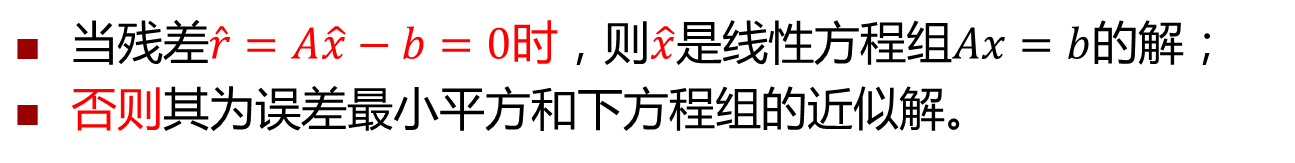 ■ 当残差r̂ = Ax̂ − b = 0时，则x̂是线性方程组Ax = b的解；
■ 否则其为误差最小平方和下方程组的近似解。